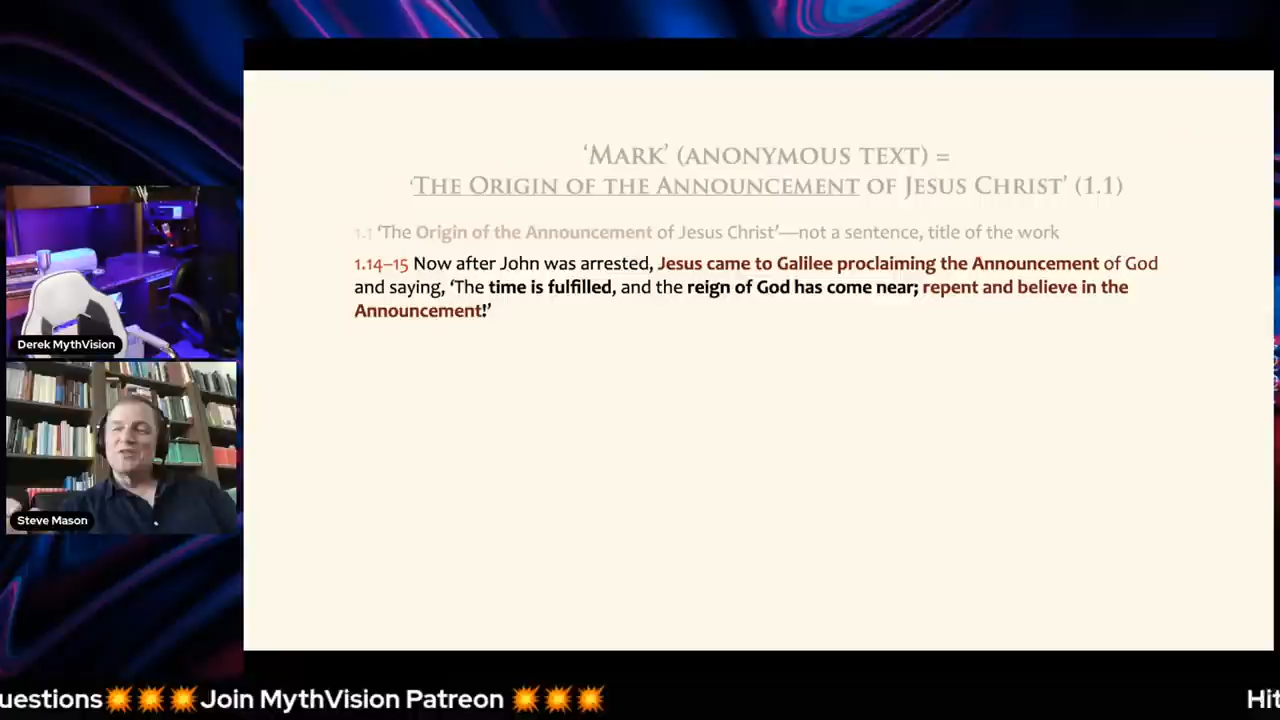 ‘Mark’ (anonymous text) =
‘The Origin of the Announcement of Jesus Christ’ (1.1)
1.1 ‘The Origin of the Announcement of Jesus Christ’—not a sentence, title of the work
1.14–15 Now after John was arrested, Jesus came to Galilee proclaiming the Announcement of God
and saying, ‘The time is fulfilled, and the reign of God has come near; repent and believe in the
Announcement!’
Derek MythVision
Steve Mason
uestions💥💥💥Join MythVision Patreon 💥💥💥
Hit